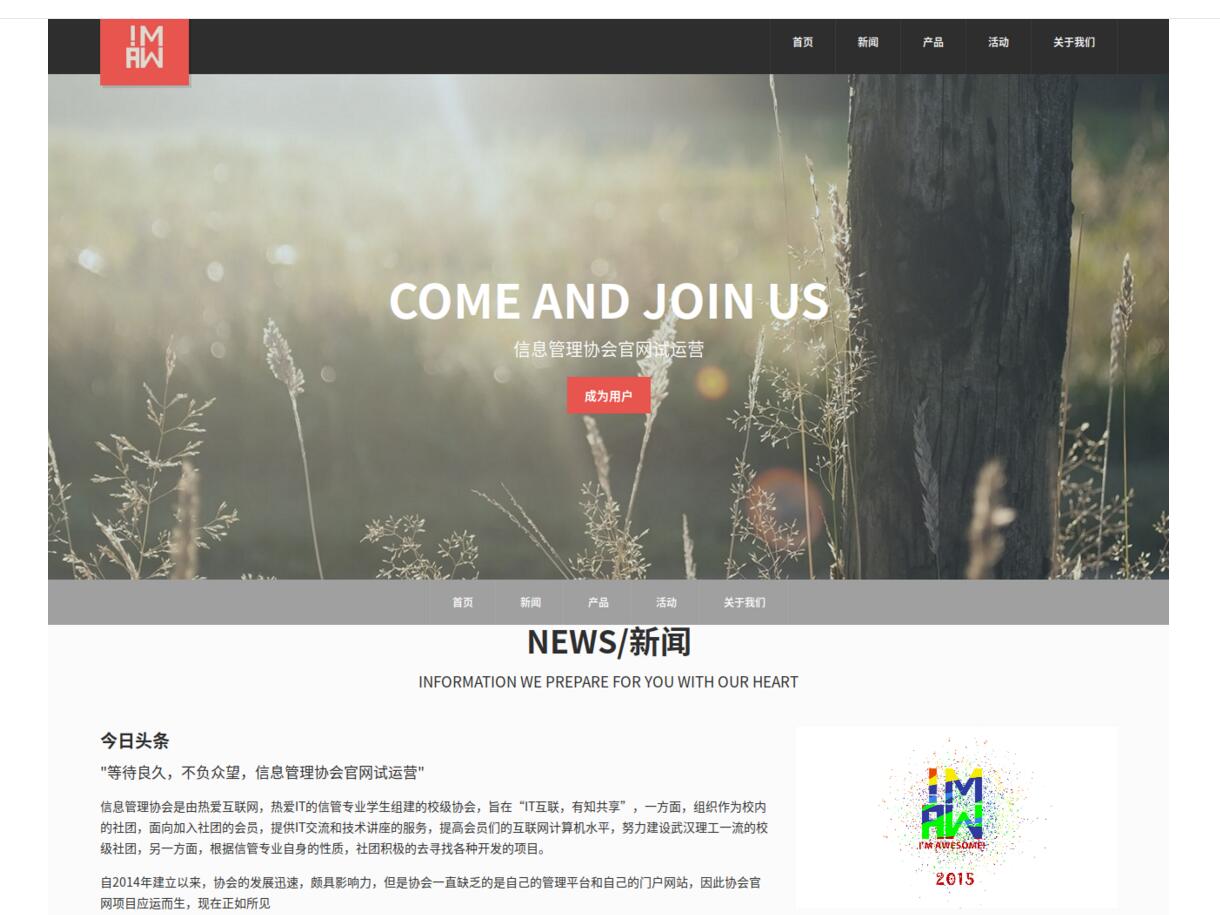 !M
AW
首页 新闻 产品 活动 关于我们
COME AND JOIN US
信息管理协会官网试运营
成为用户
首页 新闻 产品 活动 关于我们
NEWS/新闻
INFORMATION WE PREPARE FOR YOU WITH OUR HEART
今日头条
"等待良久，不负众望，信息管理协会官网试运营"
信息管理协会是由热爱互联网，热爱IT的信管专业学生组建的校级协会，旨在“IT互联，有知共享”，一方面，组织作为校内
的社团，面向加入社团的会员，提供IT交流和技术讲座的服务，提高会员们的互联网计算机水平，努力建设武汉理工一流的校
级社团，另一方面，根据信管专业自身的性质，社团积极的去寻找各种开发的项目。
自2014年建立以来，协会的发展迅速，颇具影响力，但是协会一直缺乏的是自己的管理平台和自己的门户网站，因此协会官
网项目应运而生，现在正如所见
!M
AW
I'M AWESOME!
2015